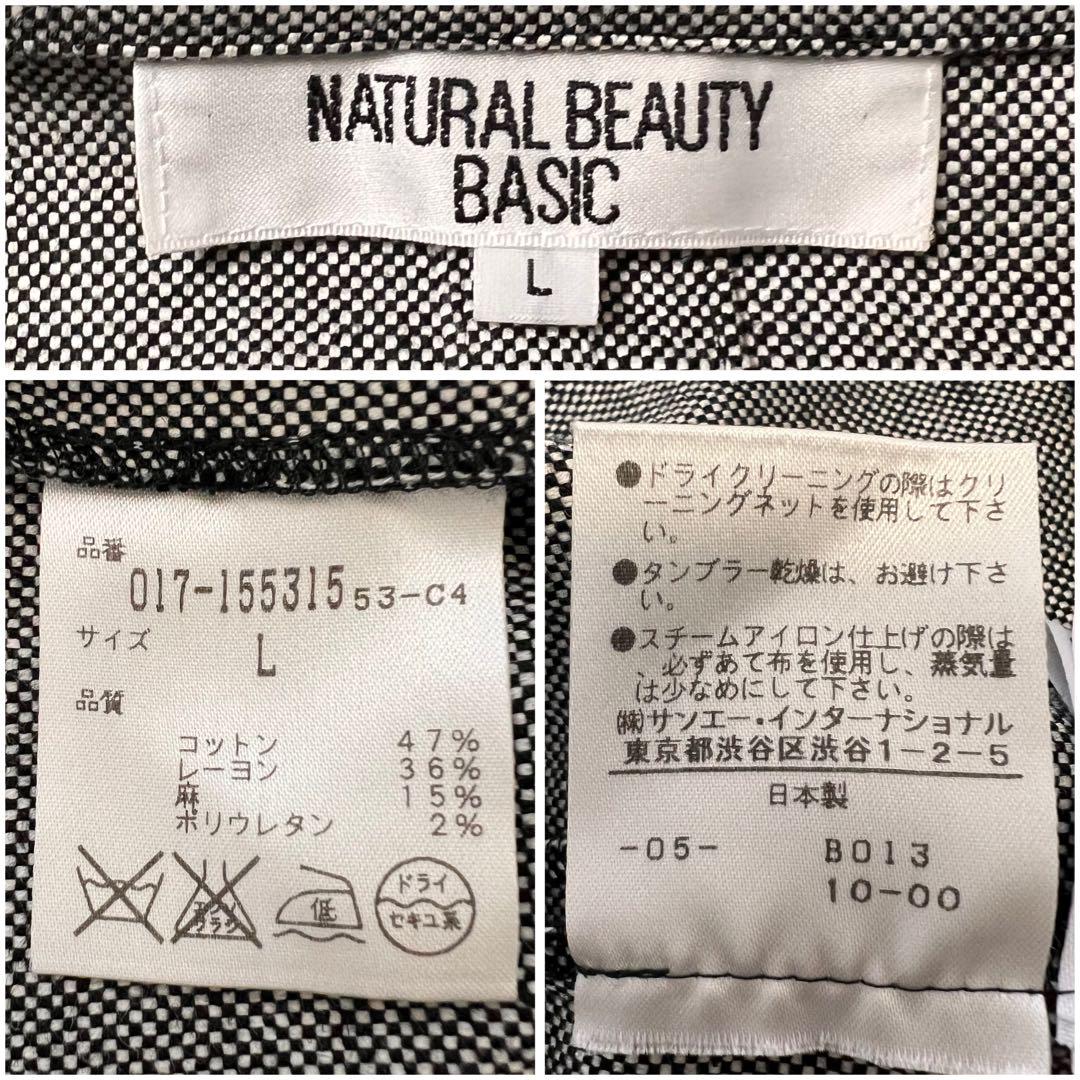 NATURAL BEAUTY
BASIC
L
品番
017-155315 53-C4
サイズ
L
品質
コットン 47%
レーヨン 36%
麻 15%
ポリウレタン 2%
低
ドライ
セキユ系
●ドライクリーニングの際はクリ
ーニングネットを使用して下さ
い。
●タンブラー乾燥は、お避け下さ
い。
●スチームアイロン仕上げの際は
、必ずあて布を使用し、蒸気量
は少なめにして下さい。
㈱サンエー・インターナショナル
東京都渋谷区渋谷1-2-5
日本製
-05- B013
10-00